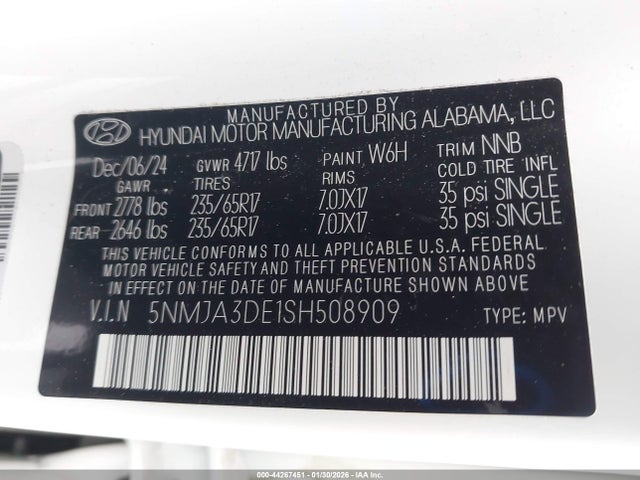 MANUFACTURED BY
HYUNDAI MOTOR MANUFACTURING ALABAMA, LLC
Dec/06/24 GVWR 4717 lbs PAINT W6H TRIM NNB
GAWR TIRES RIMS COLD TIRE INFL
FRONT 2778 lbs 235/65R17 7.0JX17 35 psi SINGLE
REAR 2646 lbs 235/65R17 7.0JX17 35 psi SINGLE
THIS VEHICLE CONFORMS TO ALL APPLICABLE U.S.A. FEDERAL
MOTOR VEHICLE SAFETY AND THEFT PREVENTION STANDARDS
IN EFFECT ON THE DATE OF MANUFACTURE SHOWN ABOVE
V.I.N 5NMJA3DE1SH508909 TYPE: MPV
000-44267451 | 01/30/2026 - COPART, INC.